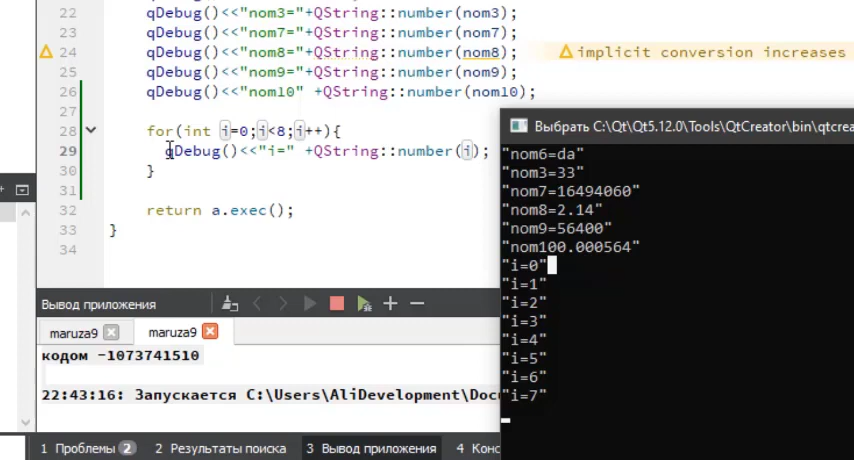 22 qDebug()<<"nom3="+QString::number(nom3);
23 qDebug()<<"nom7="+QString::number(nom7);
24 qDebug()<<"nom8="+QString::number(nom8); implicit conversion increases
25 qDebug()<<"nom9="+QString::number(nom9);
26 qDebug()<<"nom10" +QString::number(nom10);
27
28 for(int i=0;i<8;i++){
29 qDebug()<<"i=" +QString::number(i);
30 }
31
32 return a.exec();
33 }
34
Выбрать C:\Qt\Qt5.12.0\Tools\QtCreator\bin\qtcrea
"nom6=da"
"nom3=33"
"nom7=16494060"
"nom8=2.14"
"nom9=56400"
"nom100.000564"
"i=0"
"i=1"
"i=2"
"i=3"
"i=4"
"i=5"
"i=6"
"i=7"
Вывод приложения
maruza9 maruza9
кодом -1073741510
22:43:16: Запускается C:\Users\AliDevelopment\Docu
1 Проблемы 2 2 Результаты поиска 3 Вывод приложения 4 Конс